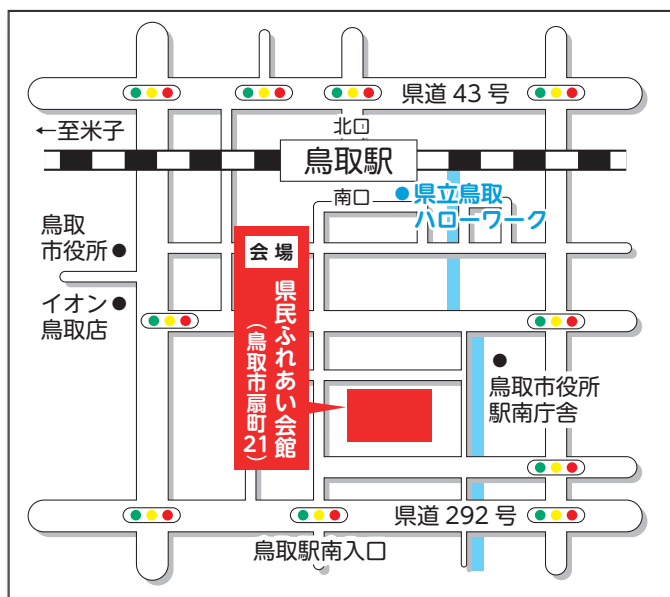 県道 43 号
←至米子
北口
鳥取駅
南口
県立鳥取
ハローワーク
鳥取
市役所
会 場
県民ふれあい会館
(鳥取市扇町21)
イオン
鳥取店
鳥取市役所
駅南庁舎
県道 292 号
鳥取駅南入口